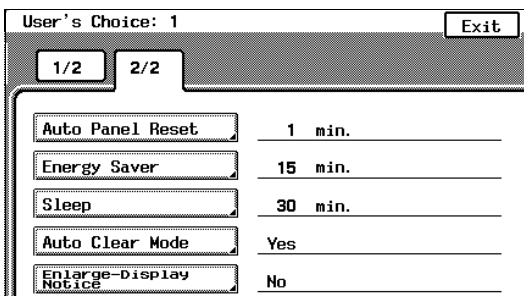 User's Choice: 1
Exit
1/2
2/2
Auto Panel Reset 1 min.
Energy Saver 15 min.
Sleep 30 min.
Auto Clear Mode Yes
Enlarge-Display
Notice No